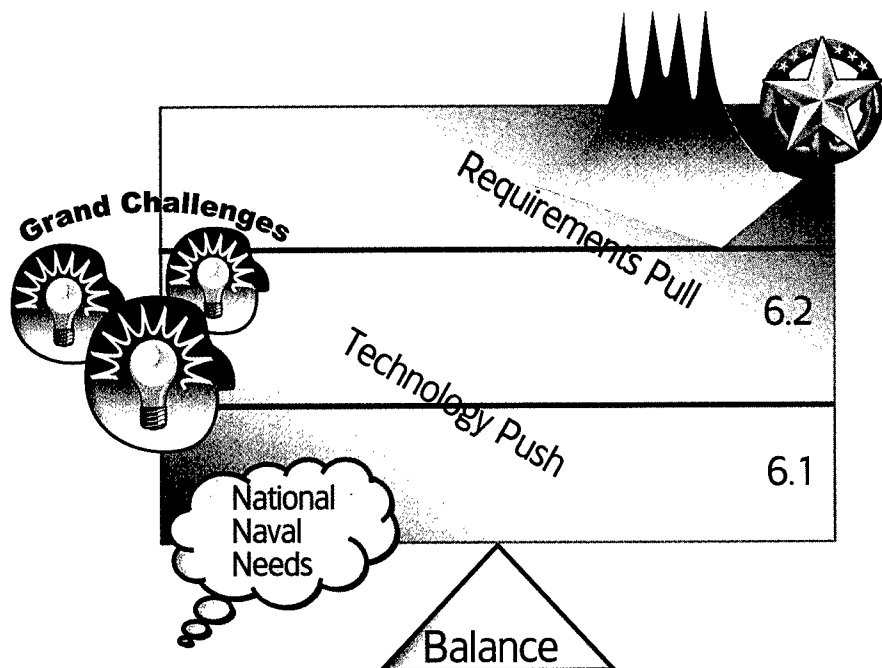 Requirements Pull
Grand Challenges
6.2
Technology Push
6.1
National
Naval
Needs
Balance